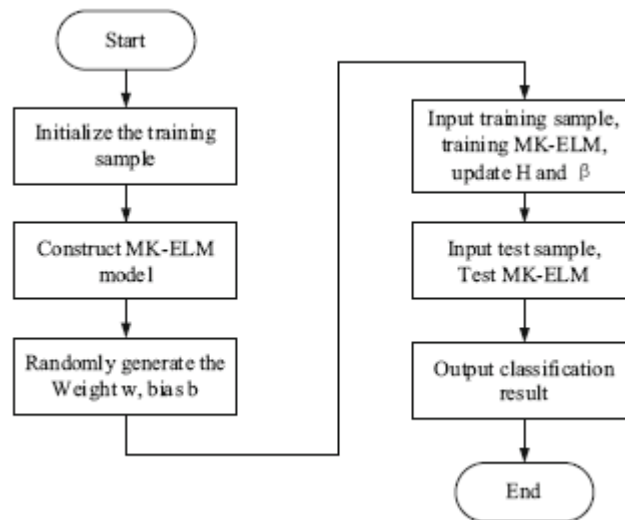 Start
Initialize the training
sample
Construct MK-ELM
model
Randomly generate the
Weight w, bias b
Input training sample,
training MK-ELM,
update H and β
Input test sample,
Test MK-ELM
Output classification
result
End